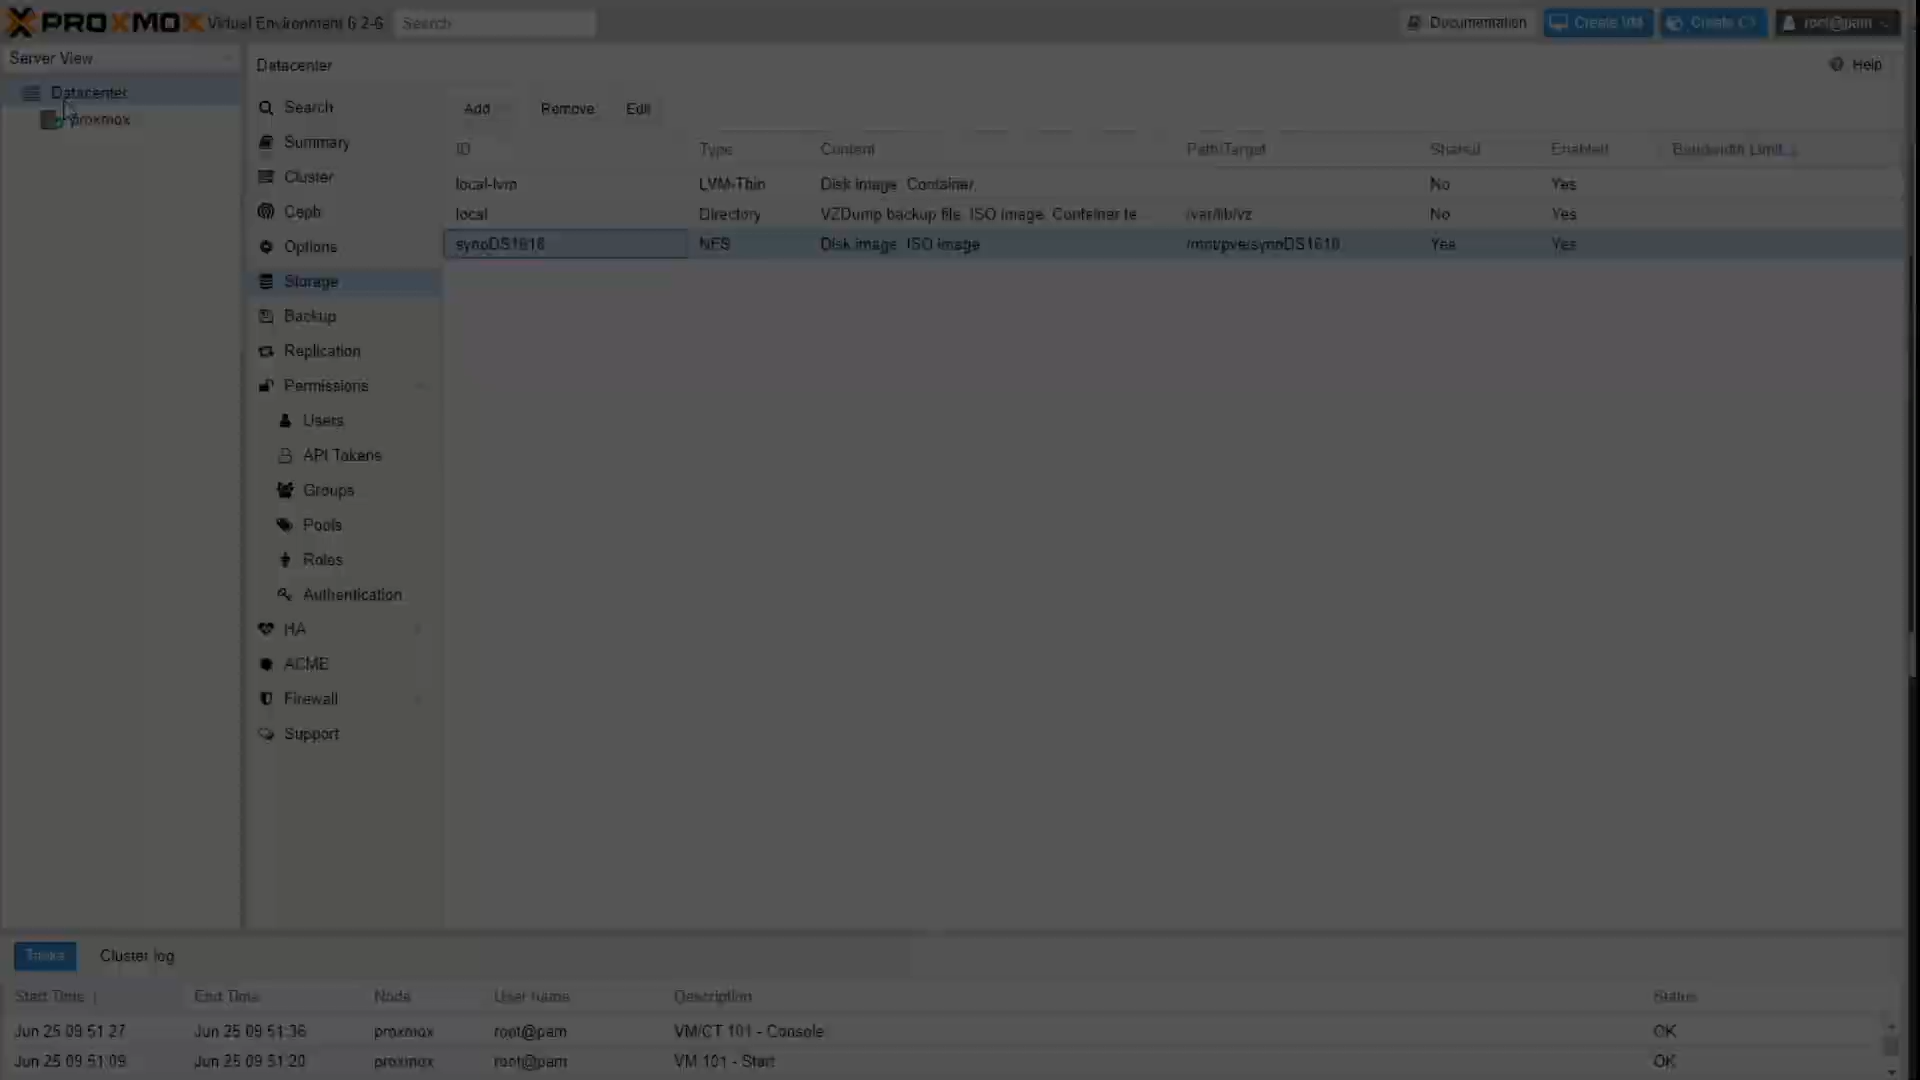 PROXMOX Virtual Environment 6.2-6 Search Documentation Create VM Create CT root@pam
Server View
Datacenter
proxmox
Datacenter Help
Search
Summary
Cluster
Ceph
Options
Storage
Backup
Replication
Permissions
Users
API Tokens
Groups
Pools
Roles
Authentication
HA
ACME
Firewall
Support
Add Remove Edit
ID Type Content Path/Target Shared Enabled Bandwidth Limit...
local-lvm LVM-Thin Disk image, Container No Yes
local Directory VZDump backup file, ISO image, Container te... /var/lib/vz No Yes
NFS Disk image, ISO image Yes Yes
Tasks Cluster log
Start Time End Time Node User name Description Status
Jun 25 09:51:27 Jun 25 09:51:36 proxmox root@pam VM/CT 101 - Console OK
Jun 25 09:51:09 Jun 25 09:51:20 proxmox root@pam VM 101 - Start OK